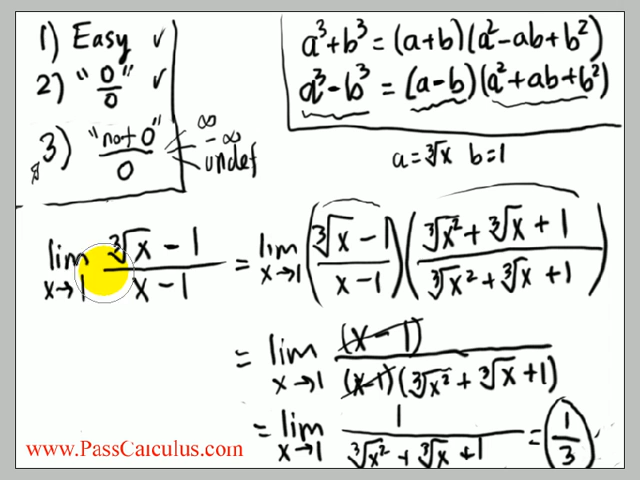 1) Easy ✓
2) "0/0" ✓
3) "not 0"/0 ∞ -∞ undef
a³+b³ = (a+b)(a²-ab+b²)
a³-b³ = (a-b)(a²+ab+b²)
a=∛x b=1
lim x→1 (∛x - 1)/(x - 1) = lim x→1 ((∛x - 1)/(x - 1)) ((∛x² + ∛x + 1)/(∛x² + ∛x + 1))
= lim x→1 (x - 1)/((x-1)(∛x² + ∛x + 1))
= lim x→1 1/(∛x² + ∛x + 1) = 1/3
www.PassCalculus.com